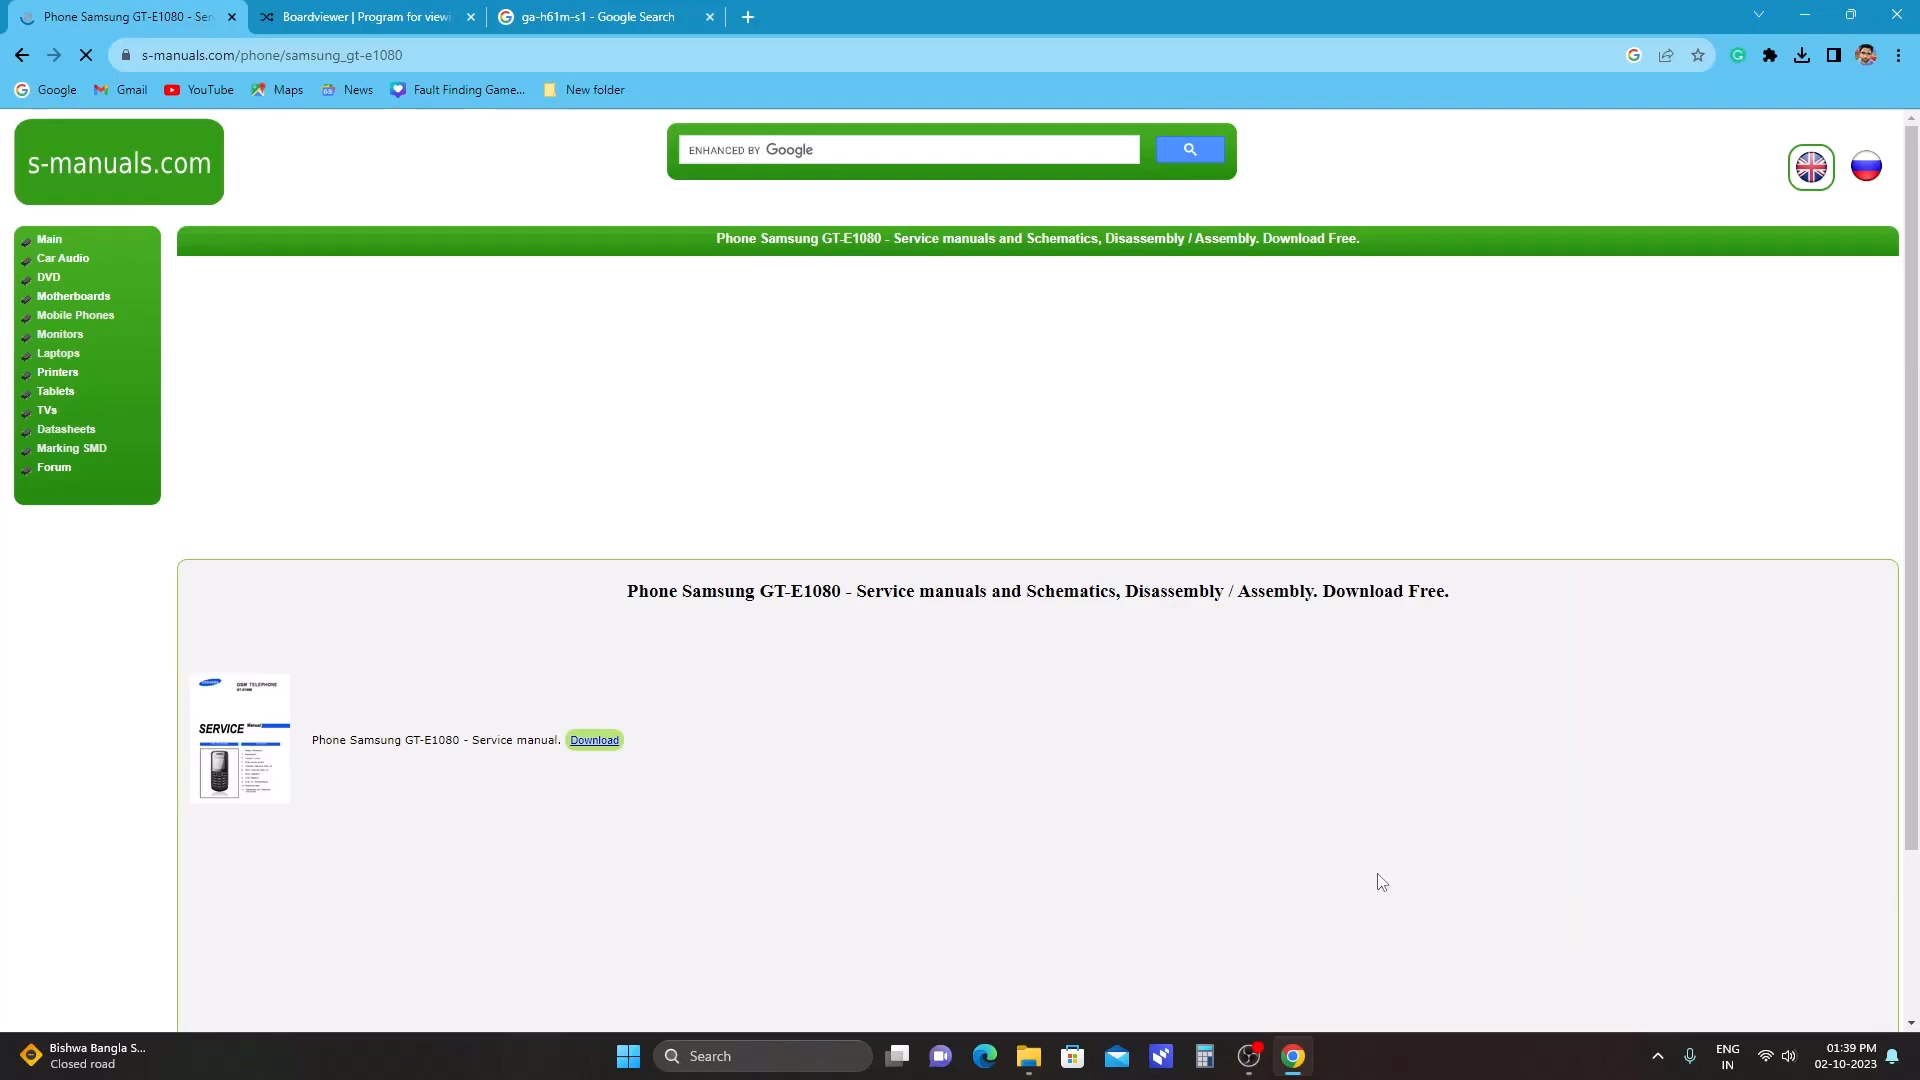 Phone Samsung GT-E1080 - Ser
Boardviewer | Program for viewi
ga-h61m-s1 - Google Search
s-manuals.com/phone/samsung_gt-e1080
Google
Gmail
YouTube
Maps
News
Fault Finding Game...
New folder
s-manuals.com
ENHANCED BY Google
Main
Car Audio
DVD
Motherboards
Mobile Phones
Monitors
Laptops
Printers
Tablets
TVs
Datasheets
Marking SMD
Forum
Phone Samsung GT-E1080 - Service manuals and Schematics, Disassembly / Assembly. Download Free.
Phone Samsung GT-E1080 - Service manuals and Schematics, Disassembly / Assembly. Download Free.
SAMSUNG
GSM TELEPHONE
SERVICE Manual
Phone Samsung GT-E1080 - Service manual. Download
Bishwa Bangla S...
Closed road
Search
ENG
IN
01:39 PM
02-10-2023